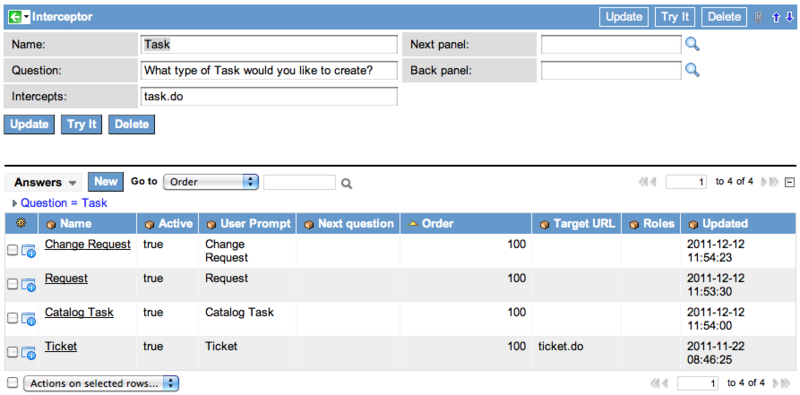 Interceptor Update Try It Delete
Name: Task Next panel:
Question: What type of Task would you like to create? Back panel:
Intercepts: task.do
Update Try It Delete
Answers New Go to Order 1 to 4 of 4
Question = Task
Name Active User Prompt Next question Order Target URL Roles Updated
Change Request true Change 100 2011-12-12
Request 11:54:23
Request true Request 100 2011-12-12
11:53:30
Catalog Task true Catalog Task 100 2011-12-12
11:54:00
Ticket true Ticket 100 ticket.do 2011-11-22
08:46:25
Actions on selected rows... 1 to 4 of 4